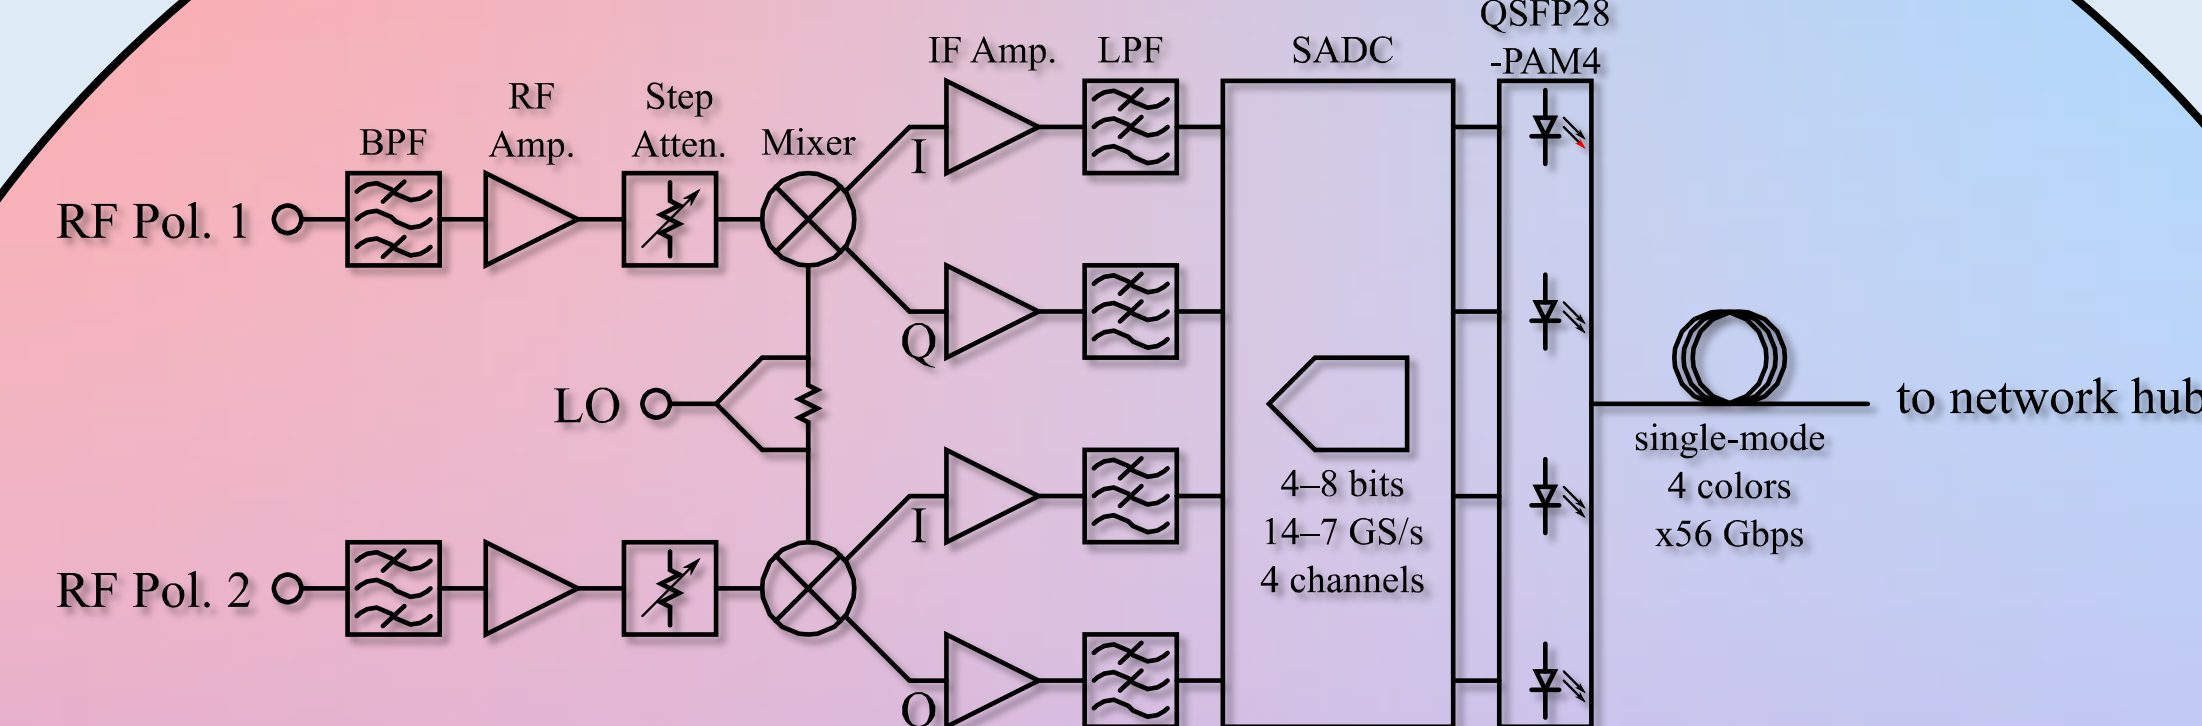 QSFP28
-PAM4
IF Amp.
LPF
SADC
RF
Amp.
Step
Atten.
BPF
Mixer
I
RF Pol. 1
Q
LO
to network hub
single-mode
4 colors
x56 Gbps
4–8 bits
14–7 GS/s
4 channels
I
RF Pol. 2
Q